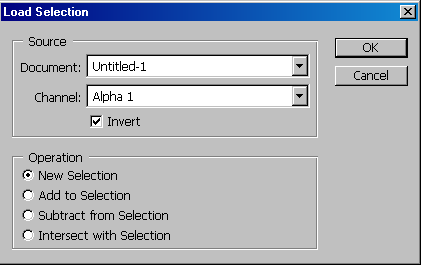 Load Selection
Source
OK
Document: Untitled-1
Cancel
Channel: Alpha 1
Invert
Operation
New Selection
Add to Selection
Subtract from Selection
Intersect with Selection